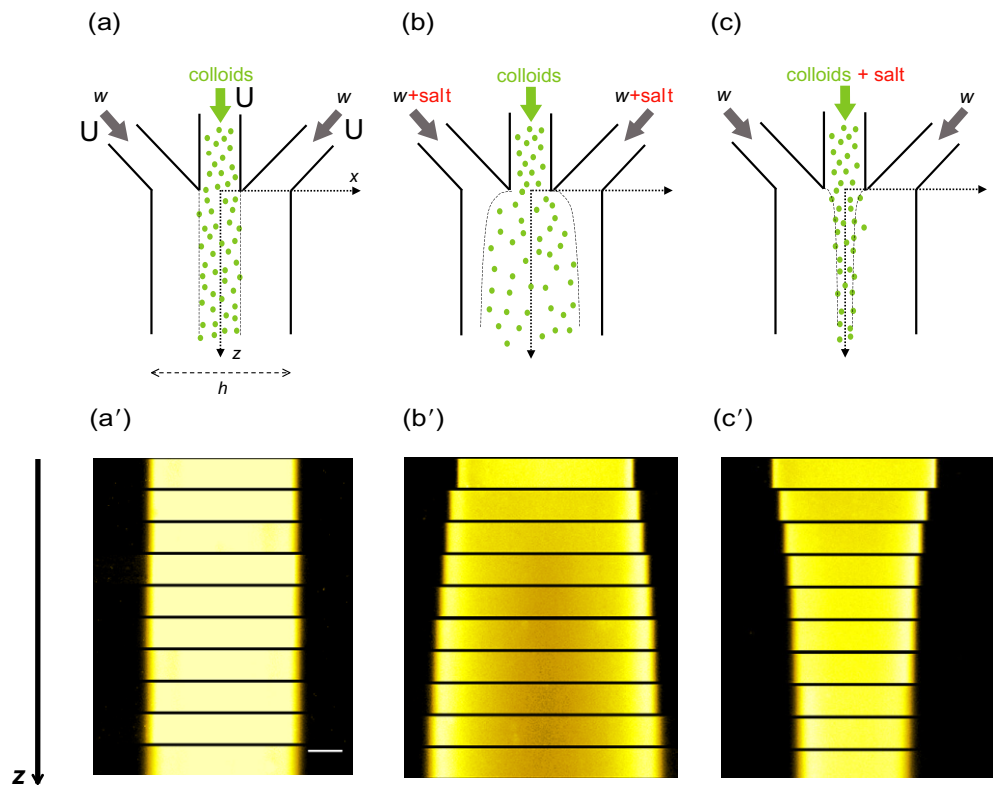 (a)
(b)
(c)
colloids
colloids
colloids + salt
w
U
w
w+salt
w+salt
w
w
U
U
x
z
h
(a′)
(b′)
(c′)
z